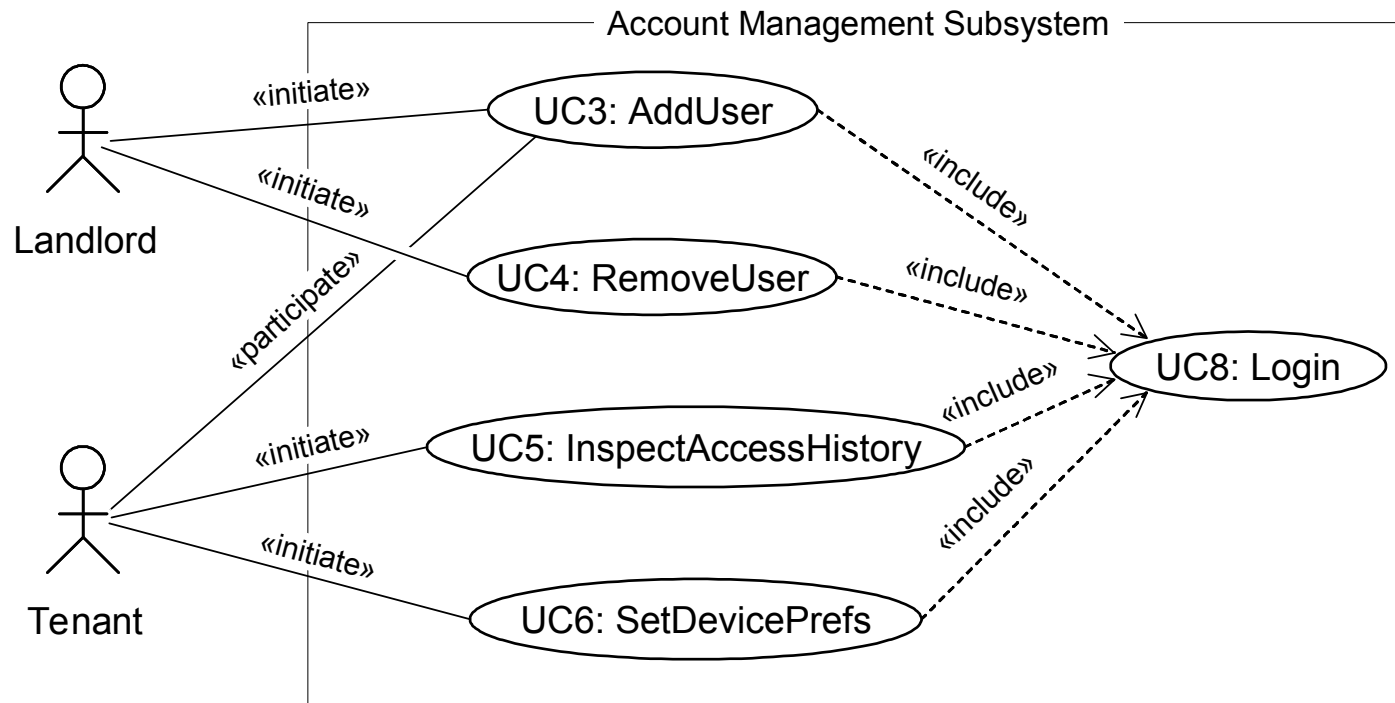 Account Management Subsystem
«initiate»
UC3: AddUser
«include»
«initiate»
Landlord
UC4: RemoveUser
«include»
«participate»
UC8: Login
«initiate»
UC5: InspectAccessHistory
«include»
«include»
«initiate»
Tenant
UC6: SetDevicePrefs